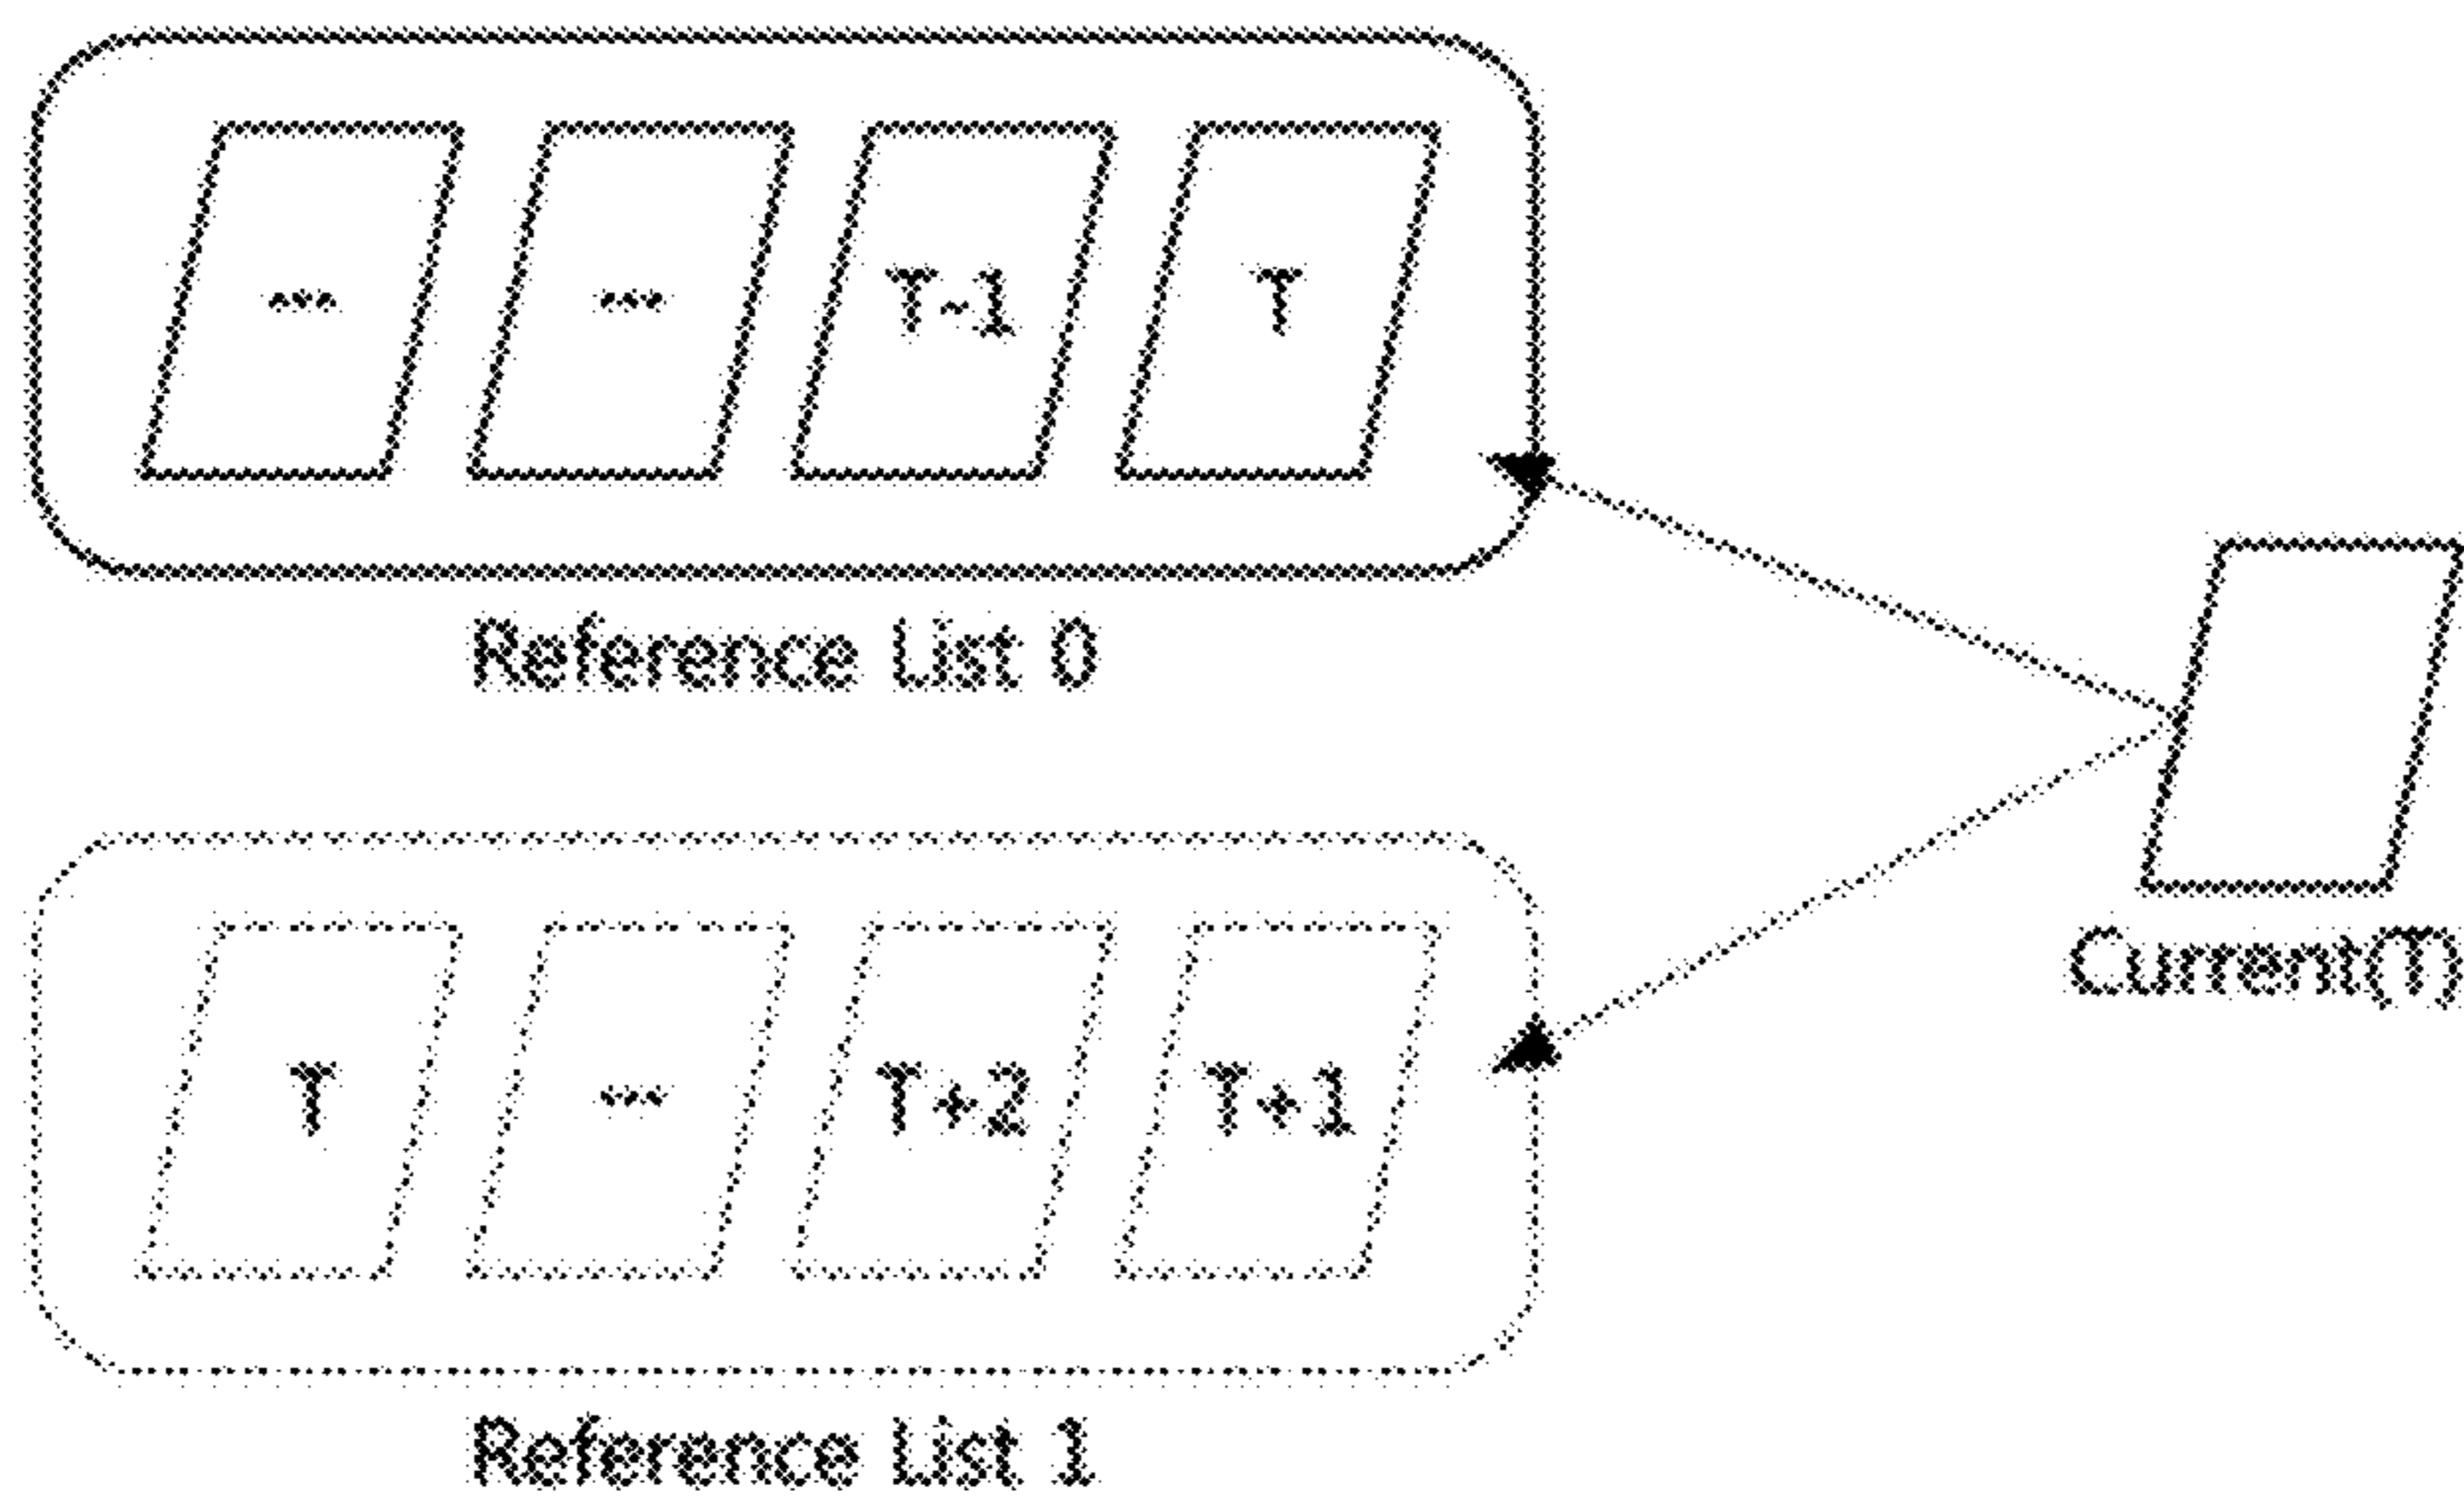 ... ... T-1 T
Reference List 0
Current(T)
T ... T+2 T+1
Reference List 1